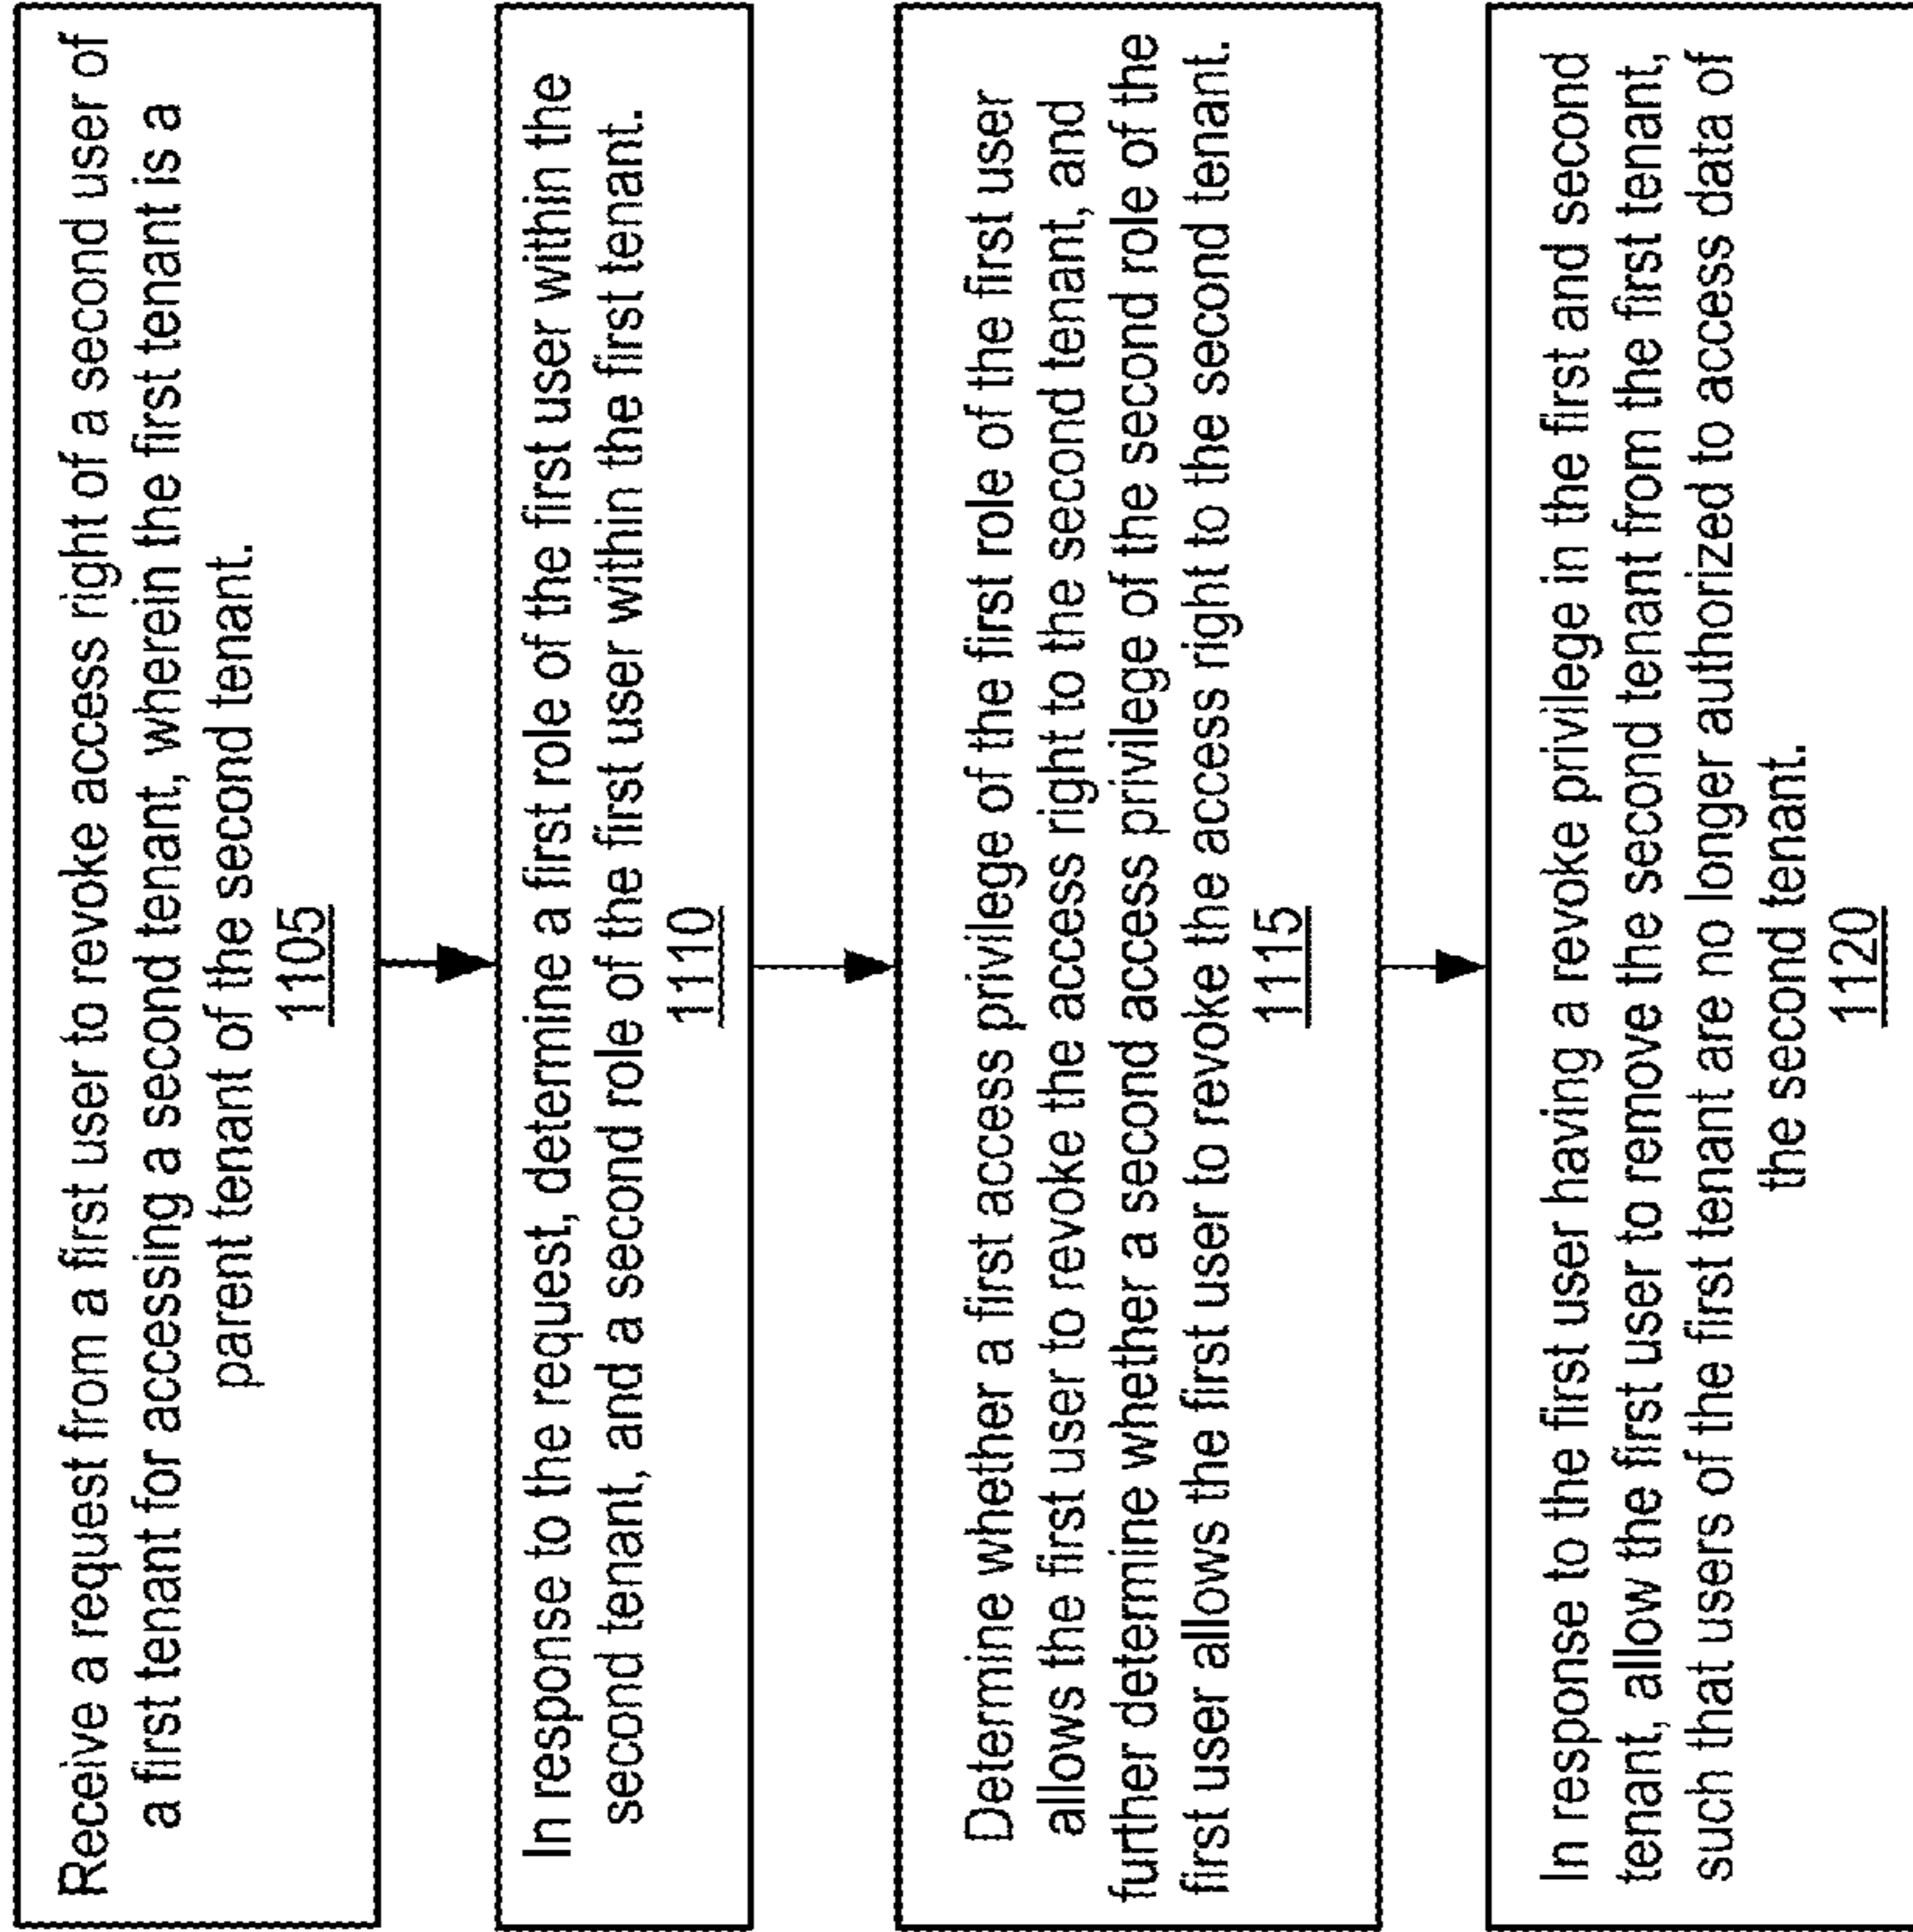 Receive a request from a first user to revoke access right of a second user of
a first tenant for accessing a second tenant, wherein the first tenant is a
parent tenant of the second tenant.
1105
In response to the request, determine a first role of the first user within the
second tenant, and a second role of the first user within the first tenant.
1110
Determine whether a first access privilege of the first role of the first user
allows the first user to revoke the access right to the second tenant, and
further determine whether a second access privilege of the second role of the
first user allows the first user to revoke the access right to the second tenant.
1115
In response to the first user having a revoke privilege in the first and second
tenant, allow the first user to remove the second tenant from the first tenant,
such that users of the first tenant are no longer authorized to access data of
the second tenant.
1120